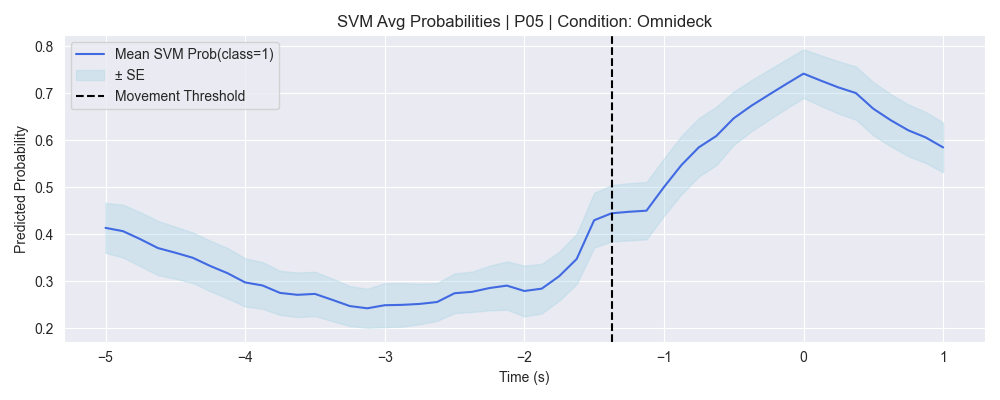 SVM Avg Probabilities | P05 | Condition: Omnideck
Mean SVM Prob(class=1)
± SE
Movement Threshold
Predicted Probability
0.8
0.7
0.6
0.5
0.4
0.3
0.2
−5
−4
−3
−2
−1
0
1
Time (s)